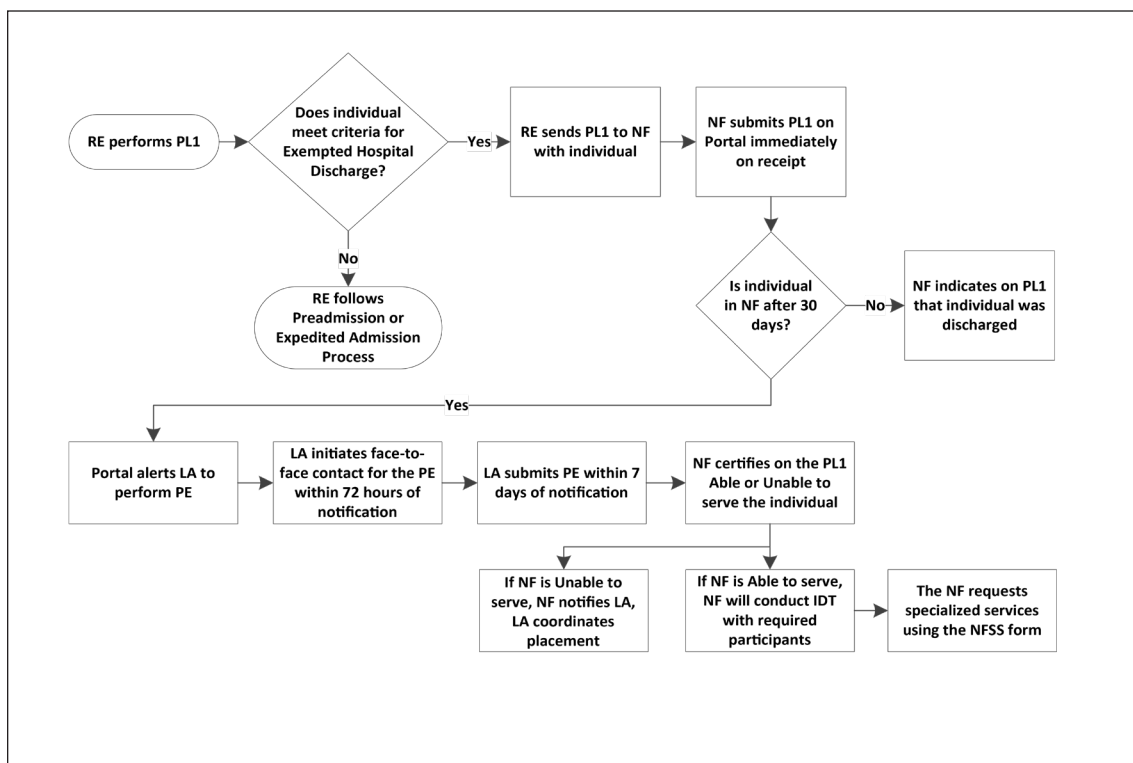 RE performs PL1
Does individual
meet criteria for
Exempted Hospital
Discharge?
Yes
RE sends PL1 to NF
with individual
NF submits PL1 on
Portal immediately
on receipt
No
RE follows
Preadmission or
Expedited Admission
Process
Is individual
in NF after 30
days?
No
NF indicates on PL1
that individual was
discharged
Yes
Portal alerts LA to
perform PE
LA initiates face-to-
face contact for the PE
within 72 hours of
notification
LA submits PE within 7
days of notification
NF certifies on the PL1
Able or Unable to
serve the individual
If NF is Unable to
serve, NF notifies LA,
LA coordinates
placement
If NF is Able to serve,
NF will conduct IDT
with required
participants
The NF requests
specialized services
using the NFSS form